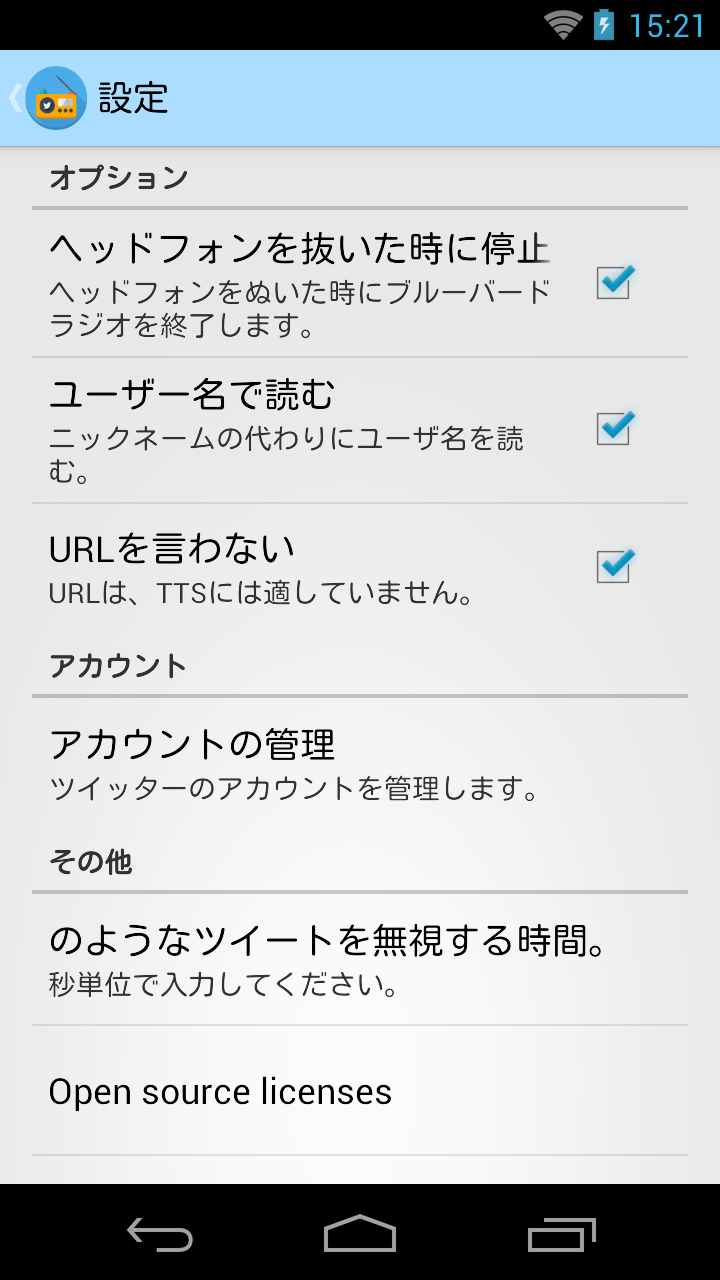 15:21
設定
オプション
ヘッドフォンを抜いた時に停止
ヘッドフォンをぬいた時にブルーバード
ラジオを終了します。
ユーザー名で読む
ニックネームの代わりにユーザ名を読
む。
URLを言わない
URLは、TTSには適していません。
アカウント
アカウントの管理
ツイッターのアカウントを管理します。
その他
のようなツイートを無視する時間。
秒単位で入力してください。
Open source licenses